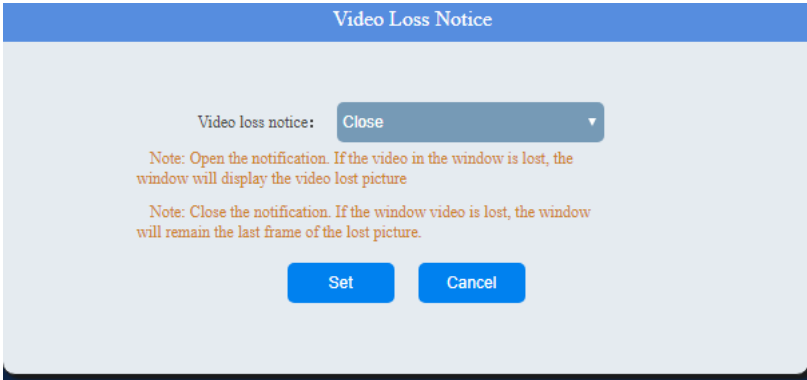 Video Loss Notice
Video loss notice: Close
Note: Open the notification. If the video in the window is lost, the
window will display the video lost picture
Note: Close the notification. If the window video is lost, the window
will remain the last frame of the lost picture.
Set Cancel